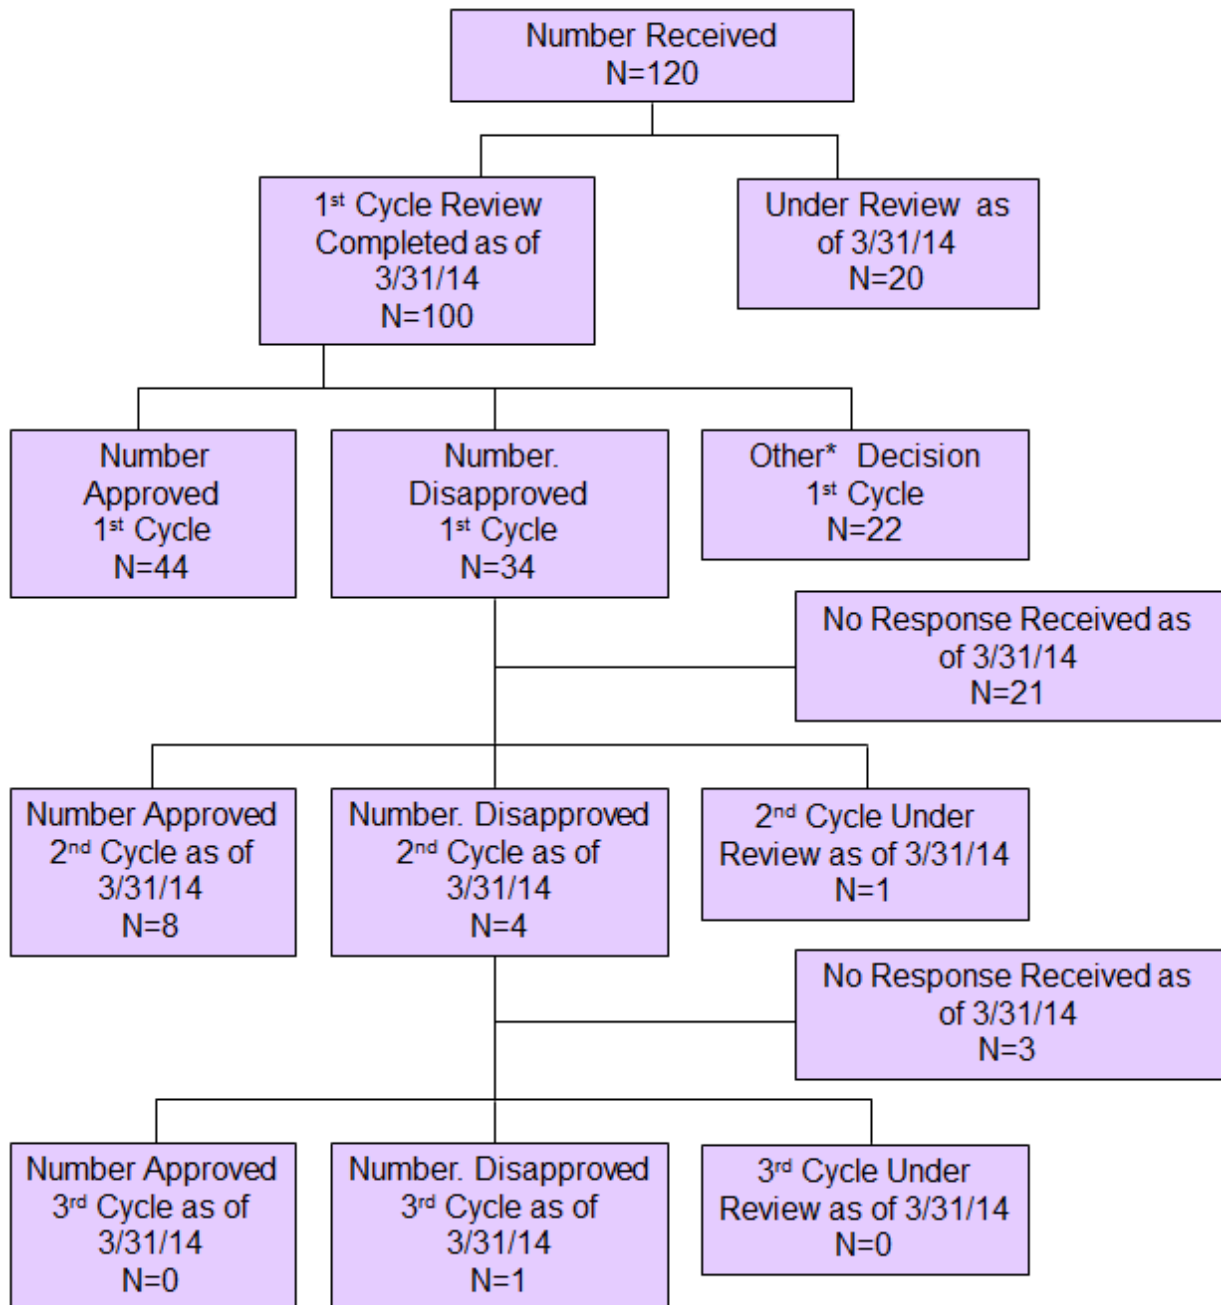 Number Received
N=120
1st Cycle Review
Completed as of
3/31/14
N=100
Under Review as
of 3/31/14
N=20
Number
Approved
1st Cycle
N=44
Number.
Disapproved
1st Cycle
N=34
Other* Decision
1st Cycle
N=22
No Response Received as
of 3/31/14
N=21
Number Approved
2nd Cycle as of
3/31/14
N=8
Number. Disapproved
2nd Cycle as of
3/31/14
N=4
2nd Cycle Under
Review as of 3/31/14
N=1
No Response Received as
of 3/31/14
N=3
Number Approved
3rd Cycle as of
3/31/14
N=0
Number. Disapproved
3rd Cycle as of
3/31/14
N=1
3rd Cycle Under
Review as of 3/31/14
N=0